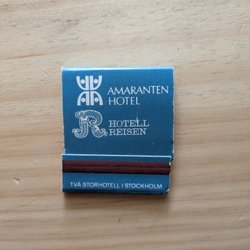 AMARANTEN
HOTEL
R HOTELL
REISEN
TVÅ STORHOTELL I STOCKHOLM